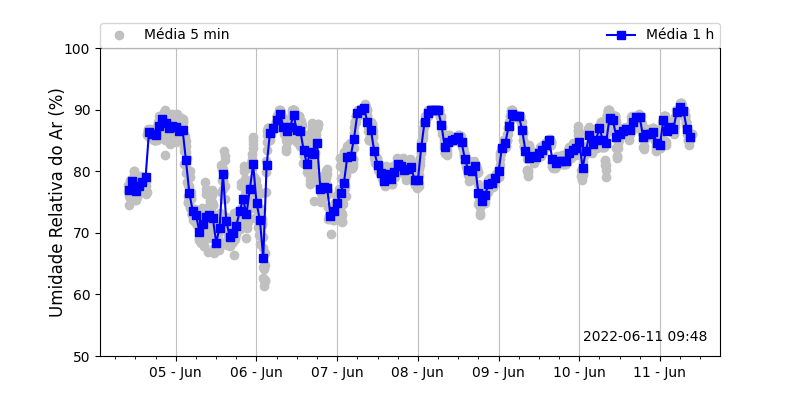 Média 5 min
Média 1 h
Umidade Relativa do Ar (%)
100
90
80
70
60
50
2022-06-11 09:48
05 - Jun
06 - Jun
07 - Jun
08 - Jun
09 - Jun
10 - Jun
11 - Jun